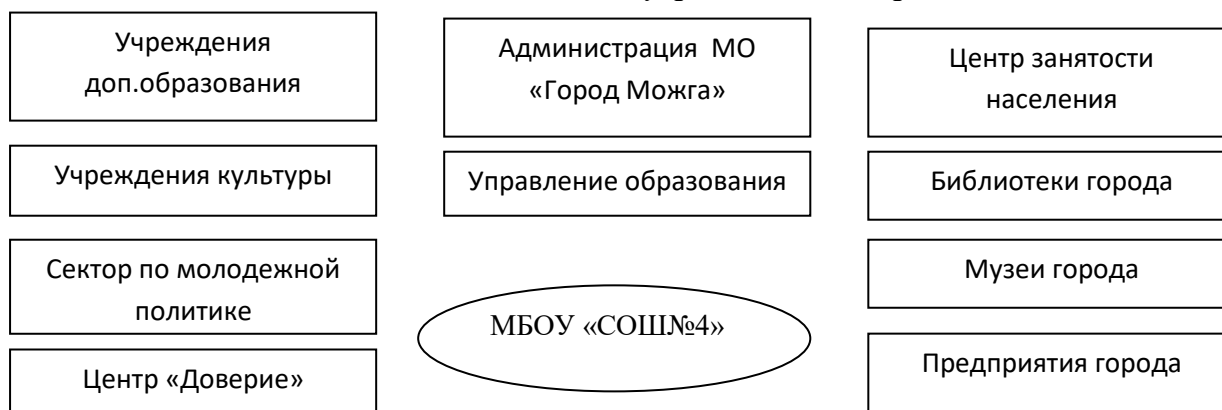 Учреждения
доп.образования
Администрация МО
«Город Можга»
Центр занятости
населения
Учреждения культуры
Управление образования
Библиотеки города
Сектор по молодежной
политике
Музеи города
МБОУ «СОШ№4»
Центр «Доверие»
Предприятия города